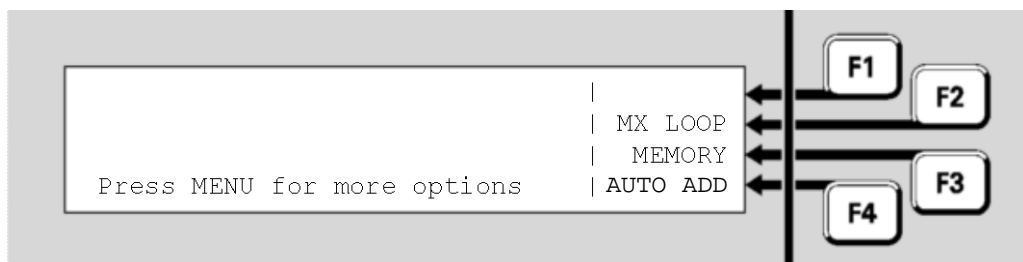 |
| MX LOOP
| MEMORY
Press MENU for more options | AUTO ADD
F1
F2
F3
F4